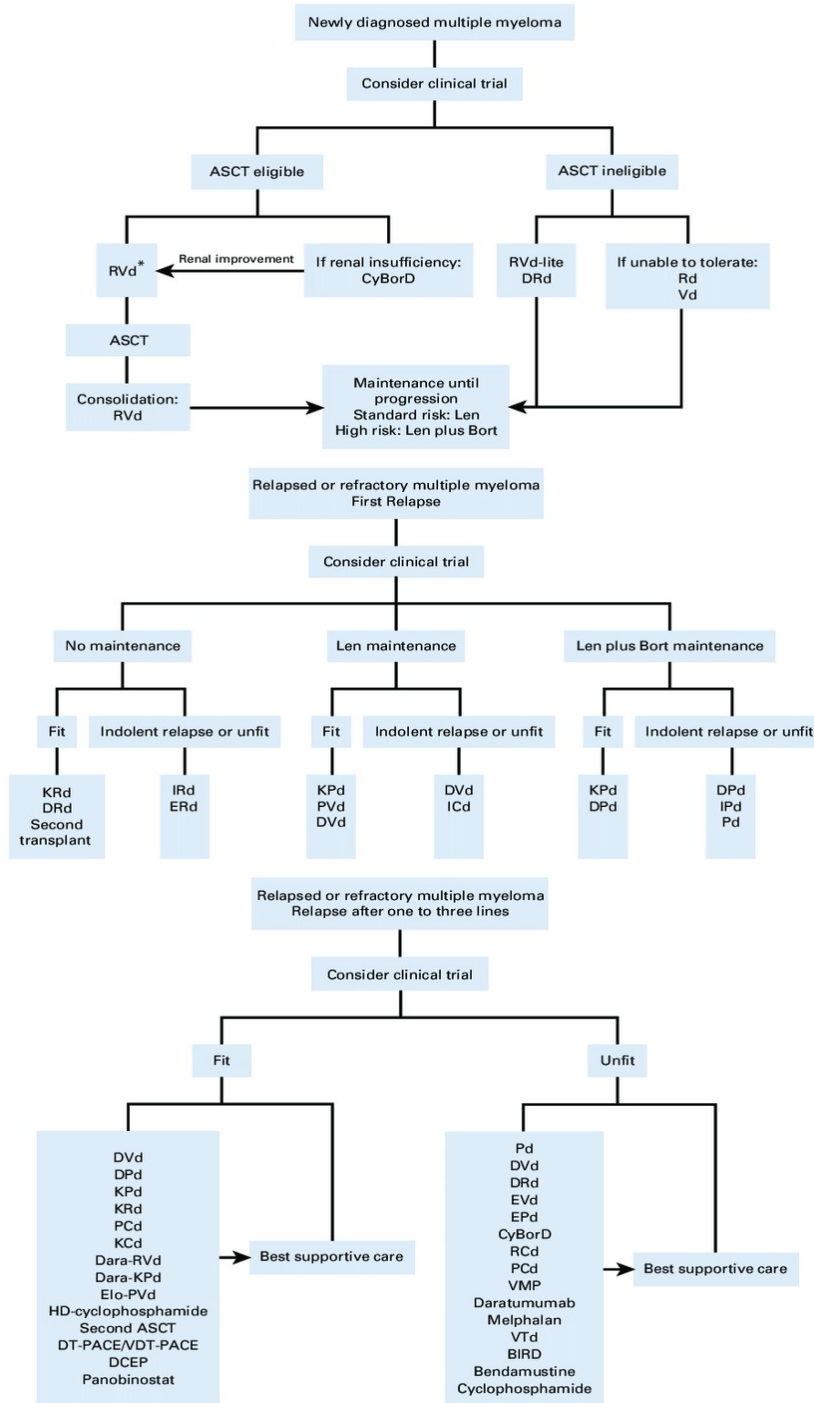 Newly diagnosed multiple myeloma
Consider clinical trial
ASCT eligible
ASCT ineligible
RVd*
Renal improvement
If renal insufficiency:
CyBorD
RVd-lite
DRd
If unable to tolerate:
Rd
Vd
ASCT
Consolidation:
RVd
Maintenance until
progression
Standard risk: Len
High risk: Len plus Bort
Relapsed or refractory multiple myeloma
First Relapse
Consider clinical trial
No maintenance
Len maintenance
Len plus Bort maintenance
Fit
Indolent relapse or unfit
Fit
Indolent relapse or unfit
Fit
Indolent relapse or unfit
KRd
DRd
Second
transplant
IRd
ERd
KPd
PVd
DVd
DVd
ICd
KPd
DPd
DPd
IPd
Pd
Relapsed or refractory multiple myeloma
Relapse after one to three lines
Consider clinical trial
Fit
Unfit
DVd
DPd
KPd
KRd
PCd
KCd
Dara-RVd
Dara-KPd
Elo-PVd
HD-cyclophosphamide
Second ASCT
DT-PACE/VDT-PACE
DCEP
Panobinostat
Best supportive care
Pd
DVd
DRd
EVd
EPd
CyBorD
RCd
PCd
VMP
Daratumumab
Melphalan
VTd
BIRD
Bendamustine
Cyclophosphamide
Best supportive care